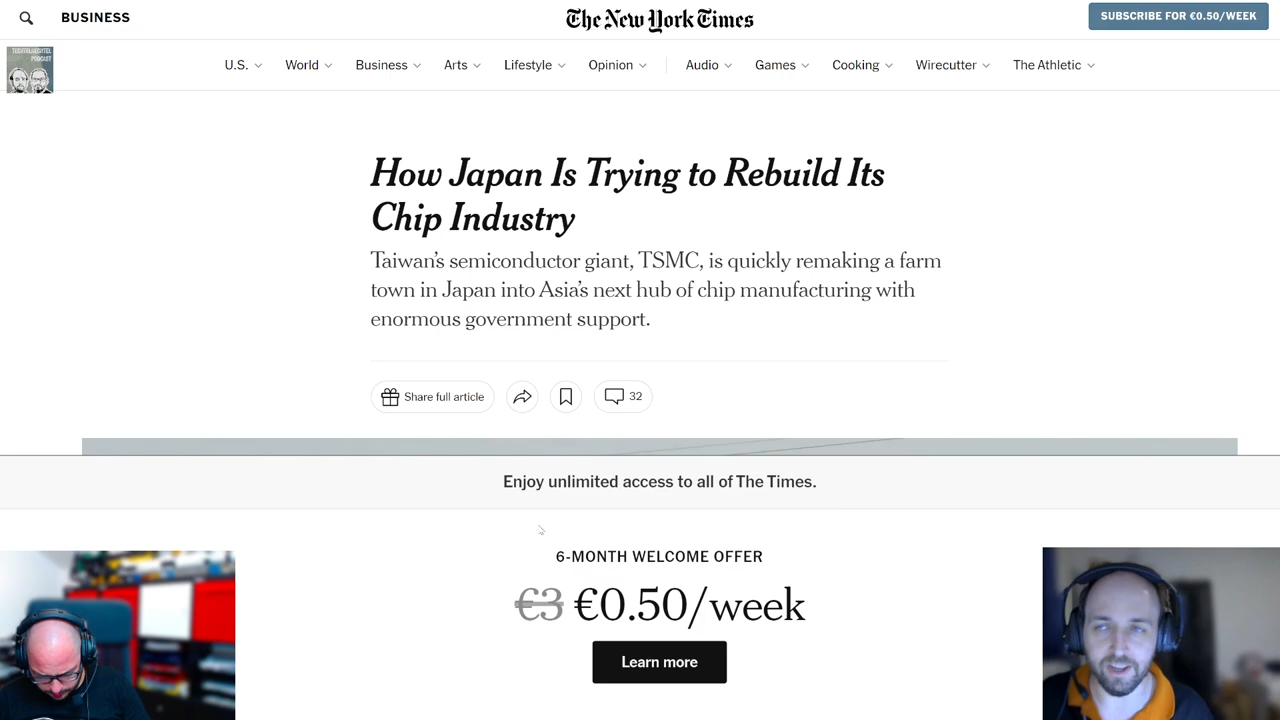 BUSINESS
The New York Times
SUBSCRIBE FOR €0.50/WEEK
PODCAST
U.S. World Business Arts Lifestyle Opinion Audio Games Cooking Wirecutter The Athletic
How Japan Is Trying to Rebuild Its
Chip Industry
Taiwan’s semiconductor giant, TSMC, is quickly remaking a farm
town in Japan into Asia’s next hub of chip manufacturing with
enormous government support.
Share full article 32
Enjoy unlimited access to all of The Times.
6-MONTH WELCOME OFFER
€3 €0.50/week
Learn more